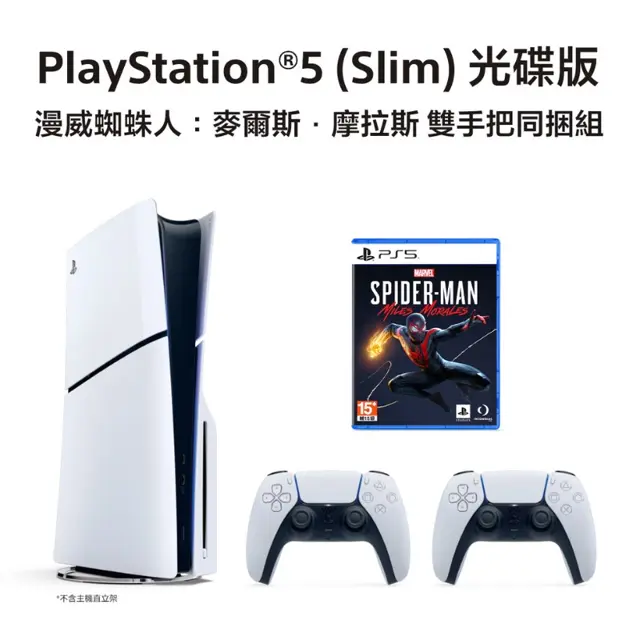 PlayStation®5 (Slim) 光碟版
漫威蜘蛛人：麥爾斯・摩拉斯 雙手把同捆組
PS5
MARVEL
SPIDER-MAN
MILES MORALES
15+
*不含主機直立架